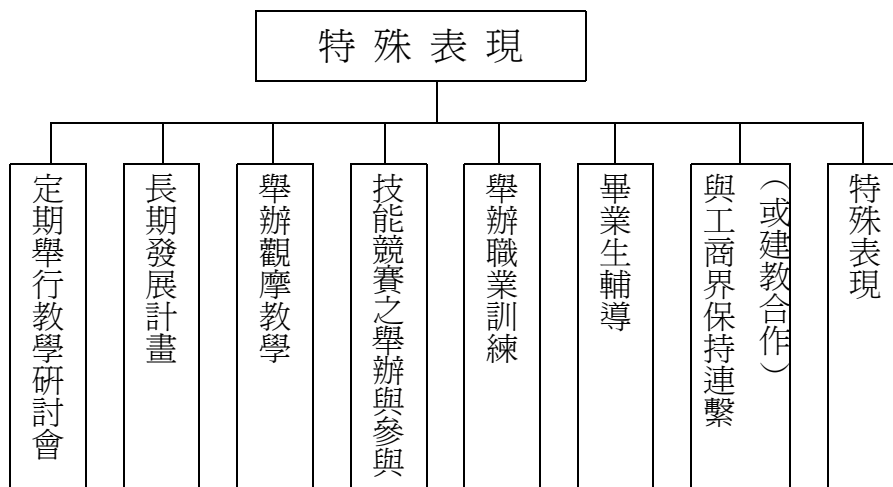 特殊表現
定期舉行教學研討會
長期發展計畫
舉辦觀摩教學
技能競賽之舉辦與參與
舉辦職業訓練
畢業生輔導
與工商界保持連繫
（或建教合作）
特殊表現